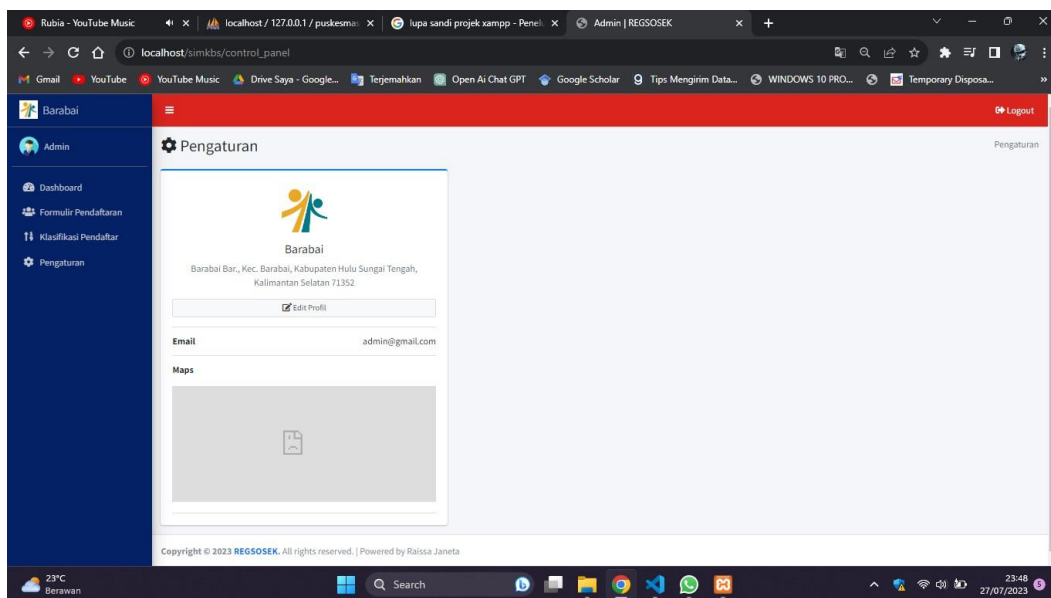 Rubia - YouTube Music
localhost / 127.0.0.1 / puskesmas
lupa sandi projek xampp - Penel
Admin | REGSOSEK
localhost/simkbs/control_panel
Gmail
YouTube
YouTube Music
Drive Saya - Google...
Terjemahkan
Open Ai Chat GPT
Google Scholar
Tips Mengirim Data...
WINDOWS 10 PRO...
Temporary Disposa...
»
Barabai
Logout
Admin
Pengaturan
Pengaturan
Dashboard
Formulir Pendaftaran
Klasifikasi Pendaftar
Pengaturan
Barabai
Barabai Bar., Kec. Barabai, Kabupaten Hulu Sungai Tengah,
Kalimantan Selatan 71352
Edit Profil
Email admin@gmail.com
Maps
Copyright © 2023 REGSOSEK. All rights reserved. | Powered by Raissa Janeta
23°C
Berawan
Search
23:48
27/07/2023
5